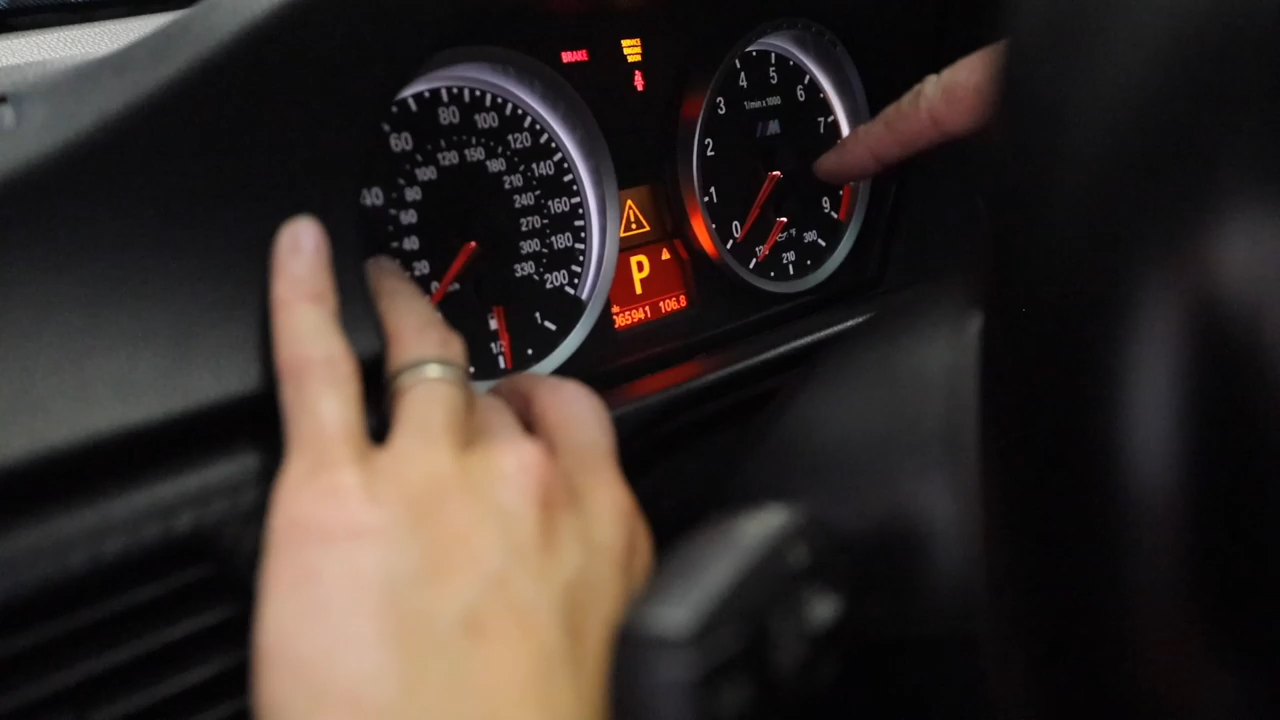 BRAKE
SERVICE
ENGINE
SOON
40 60 80 100 120 140 160 180 200
20 40 60 80 100 120 150 180 210 240 270 300 330
0
1/2 1
P
065941 106.8
0 1 2 3 4 5 6 7 9
1/min x 1000
M
°F
210 300